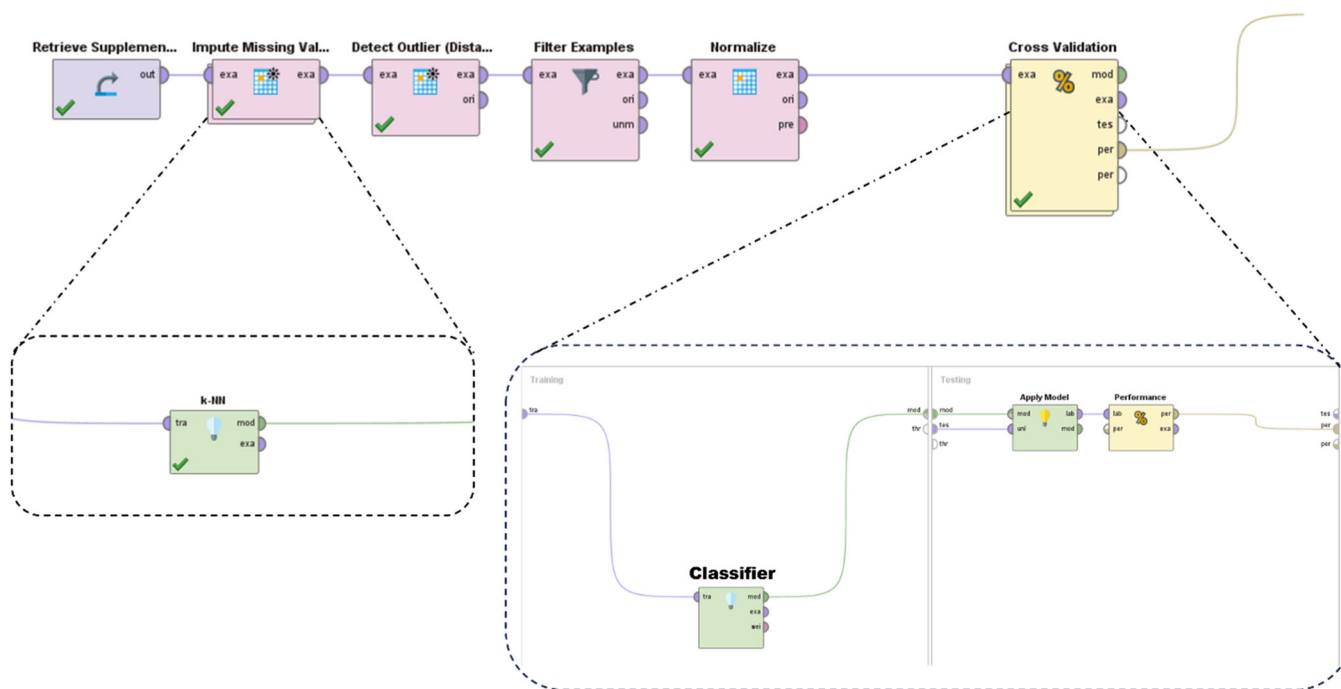 Retrieve Supplemen...
out
Impute Missing Val...
exa exa
Detect Outlier (Dista...
exa exa
ori
Filter Examples
exa exa
ori
unm
Normalize
exa exa
ori
pre
Cross Validation
exa mod
exa
tes
per
per
k-NN
tra mod
exa
Training
tra
mod
thr
Classifier
tra mod
exa
wei
Testing
mod
tes
thr
Apply Model
mod lab
unl mod
Performance
lab per
per exa
tes
per
per